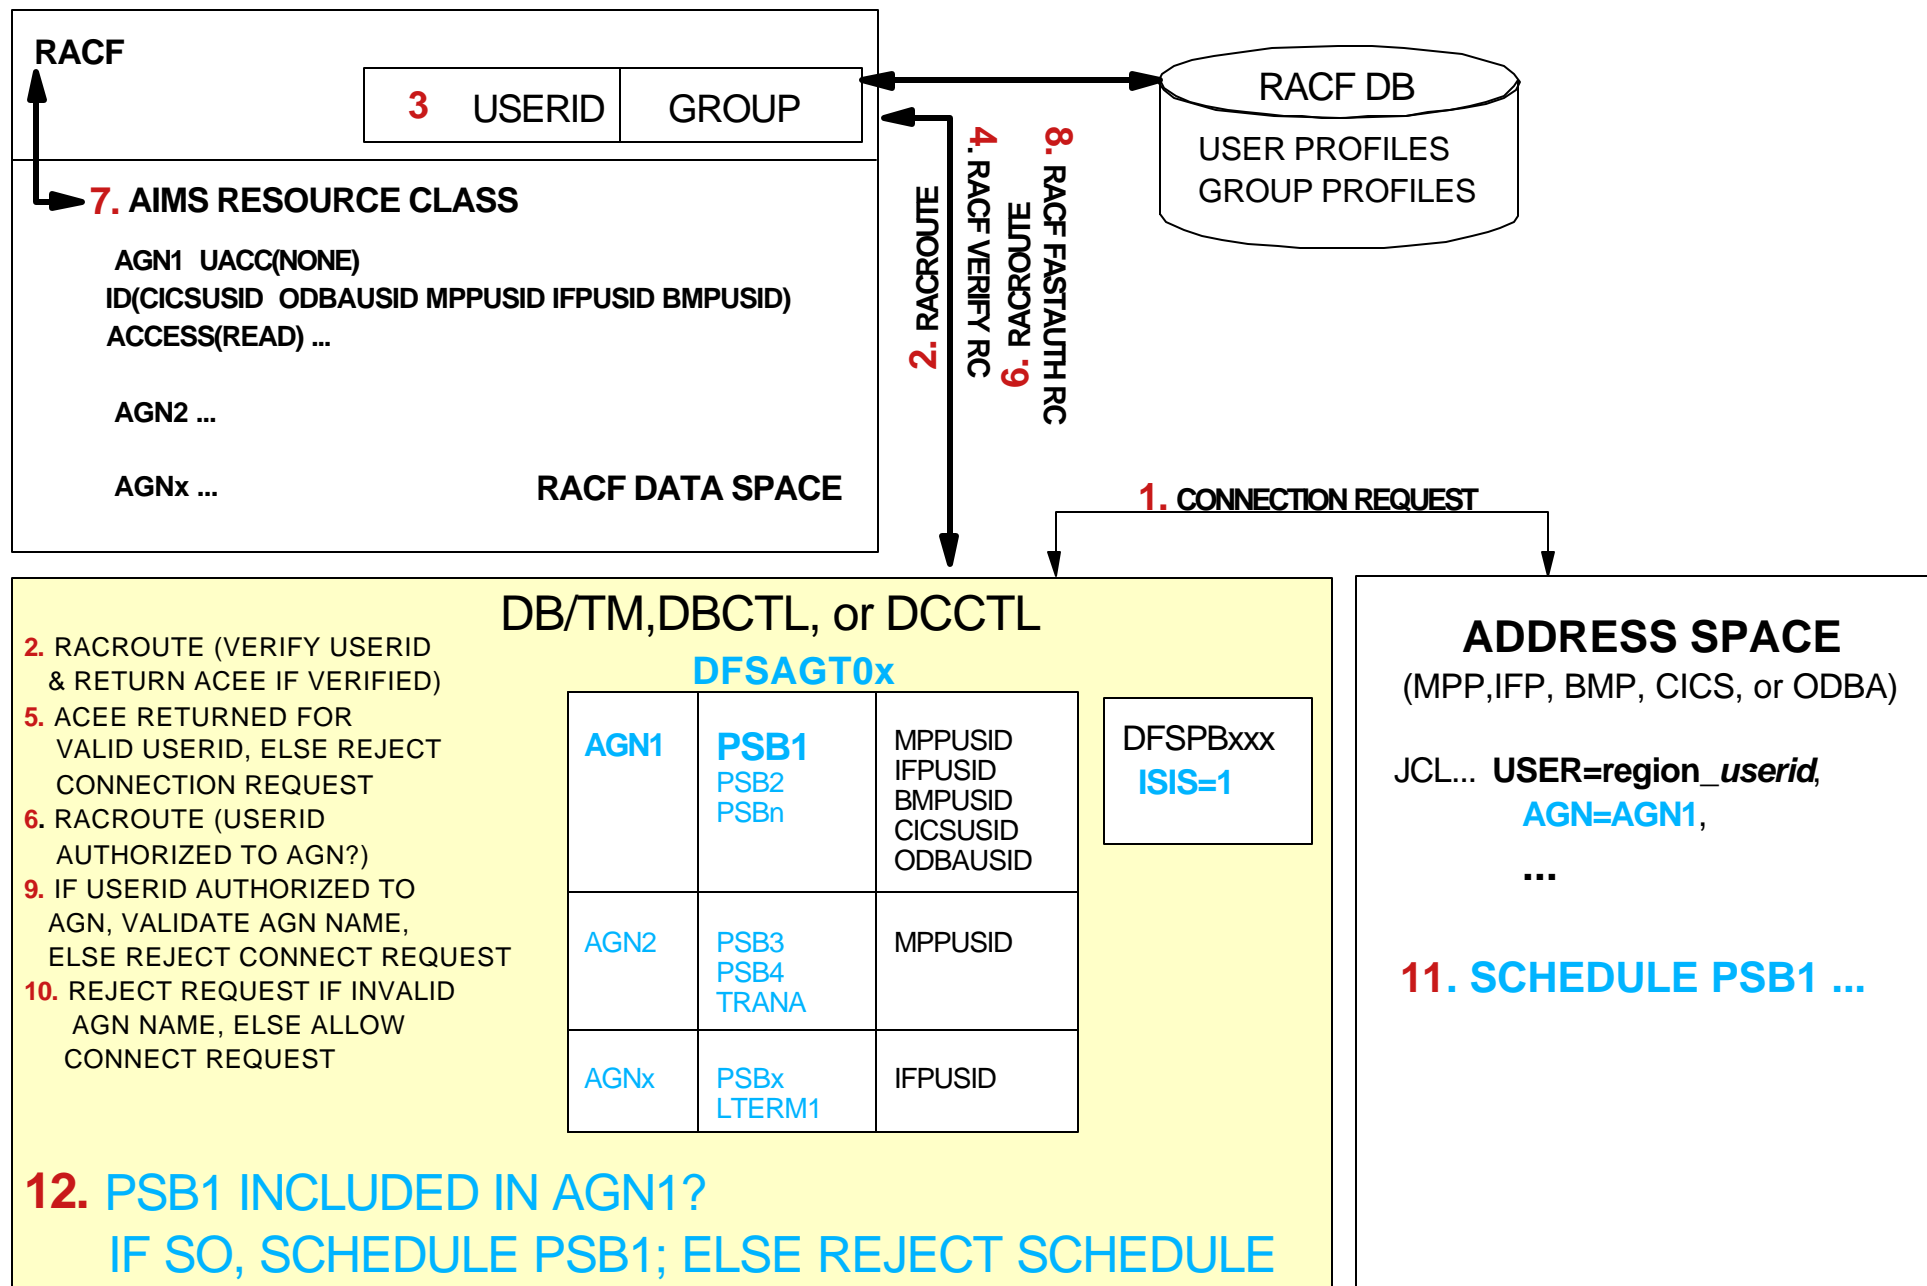 RACF
3 USERID GROUP
7. AIMS RESOURCE CLASS
AGN1 UACC(NONE)
ID(CICSUSID ODBAUSID MPPUSID IFPUSID BMPUSID)
ACCESS(READ) ...
AGN2 ...
AGNx ...
RACF DATA SPACE
RACF DB
USER PROFILES
GROUP PROFILES
2. RACROUTE
4. RACF VERIFY RC
6. RACROUTE
8. RACF FASTAUTH RC
1. CONNECTION REQUEST
DB/TM,DBCTL, or DCCTL
2. RACROUTE (VERIFY USERID
& RETURN ACEE IF VERIFIED)
5. ACEE RETURNED FOR
VALID USERID, ELSE REJECT
CONNECTION REQUEST
6. RACROUTE (USERID
AUTHORIZED TO AGN?)
9. IF USERID AUTHORIZED TO
AGN, VALIDATE AGN NAME,
ELSE REJECT CONNECT REQUEST
10. REJECT REQUEST IF INVALID
AGN NAME, ELSE ALLOW
CONNECT REQUEST
DFSAGT0x
AGN1
PSB1
PSB2
PSBn
MPPUSID
IFPUSID
BMPUSID
CICSUSID
ODBAUSID
AGN2
PSB3
PSB4
TRANA
MPPUSID
AGNx
PSBx
LTERM1
IFPUSID
DFSPBxxx
ISIS=1
12. PSB1 INCLUDED IN AGN1?
IF SO, SCHEDULE PSB1; ELSE REJECT SCHEDULE
ADDRESS SPACE
(MPP,IFP, BMP, CICS, or ODBA)
JCL... USER=region_userid,
AGN=AGN1,
...
11. SCHEDULE PSB1 ...